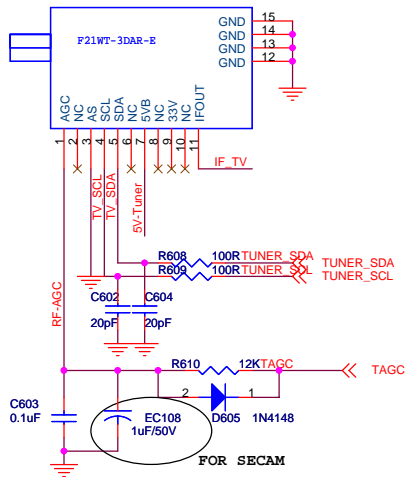 F21WT-3DAR-E
GND 15
GND 14
GND 13
GND 12
AGC NC AS SCL SDA NC 5VB NC 33V NC IFOUT
1 2 3 4 5 6 7 8 9 10 11
IF_TV
TV_SCL
TV_SDA
5V-Tuner
RF-AGC
R608 100R TUNER_SDA TUNER_SDA
R609 100R TUNER_SCL TUNER_SCL
C602 C604
20pF 20pF
R610 12K TAGC TAGC
2 1
C603
0.1uF
EC108
1uF/50V
D605 1N4148
FOR SECAM